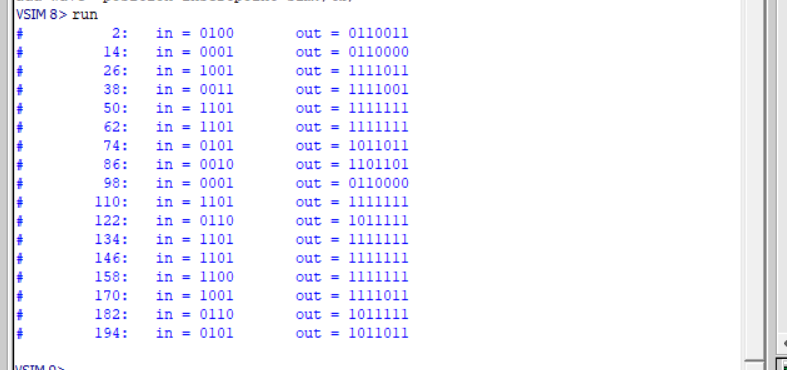 VSIM 8> run
# 2: in = 0100 out = 0110011
# 14: in = 0001 out = 0110000
# 26: in = 1001 out = 1111011
# 38: in = 0011 out = 1111001
# 50: in = 1101 out = 1111111
# 62: in = 1101 out = 1111111
# 74: in = 0101 out = 1011011
# 86: in = 0010 out = 1101101
# 98: in = 0001 out = 0110000
# 110: in = 1101 out = 1111111
# 122: in = 0110 out = 1011111
# 134: in = 1101 out = 1111111
# 146: in = 1101 out = 1111111
# 158: in = 1100 out = 1111111
# 170: in = 1001 out = 1111011
# 182: in = 0110 out = 1011111
# 194: in = 0101 out = 1011011
VSIM 9>